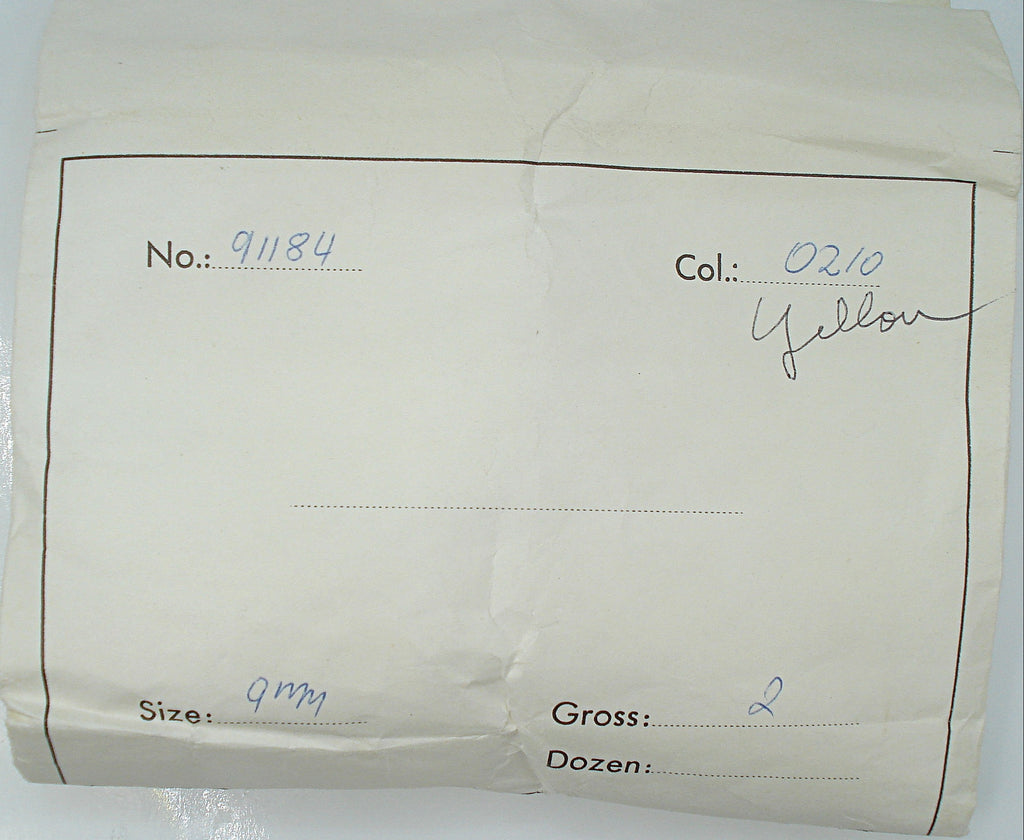 No.: 91184 Col.: 0210
Yellow
Size: 9mm Gross: 2
Dozen: